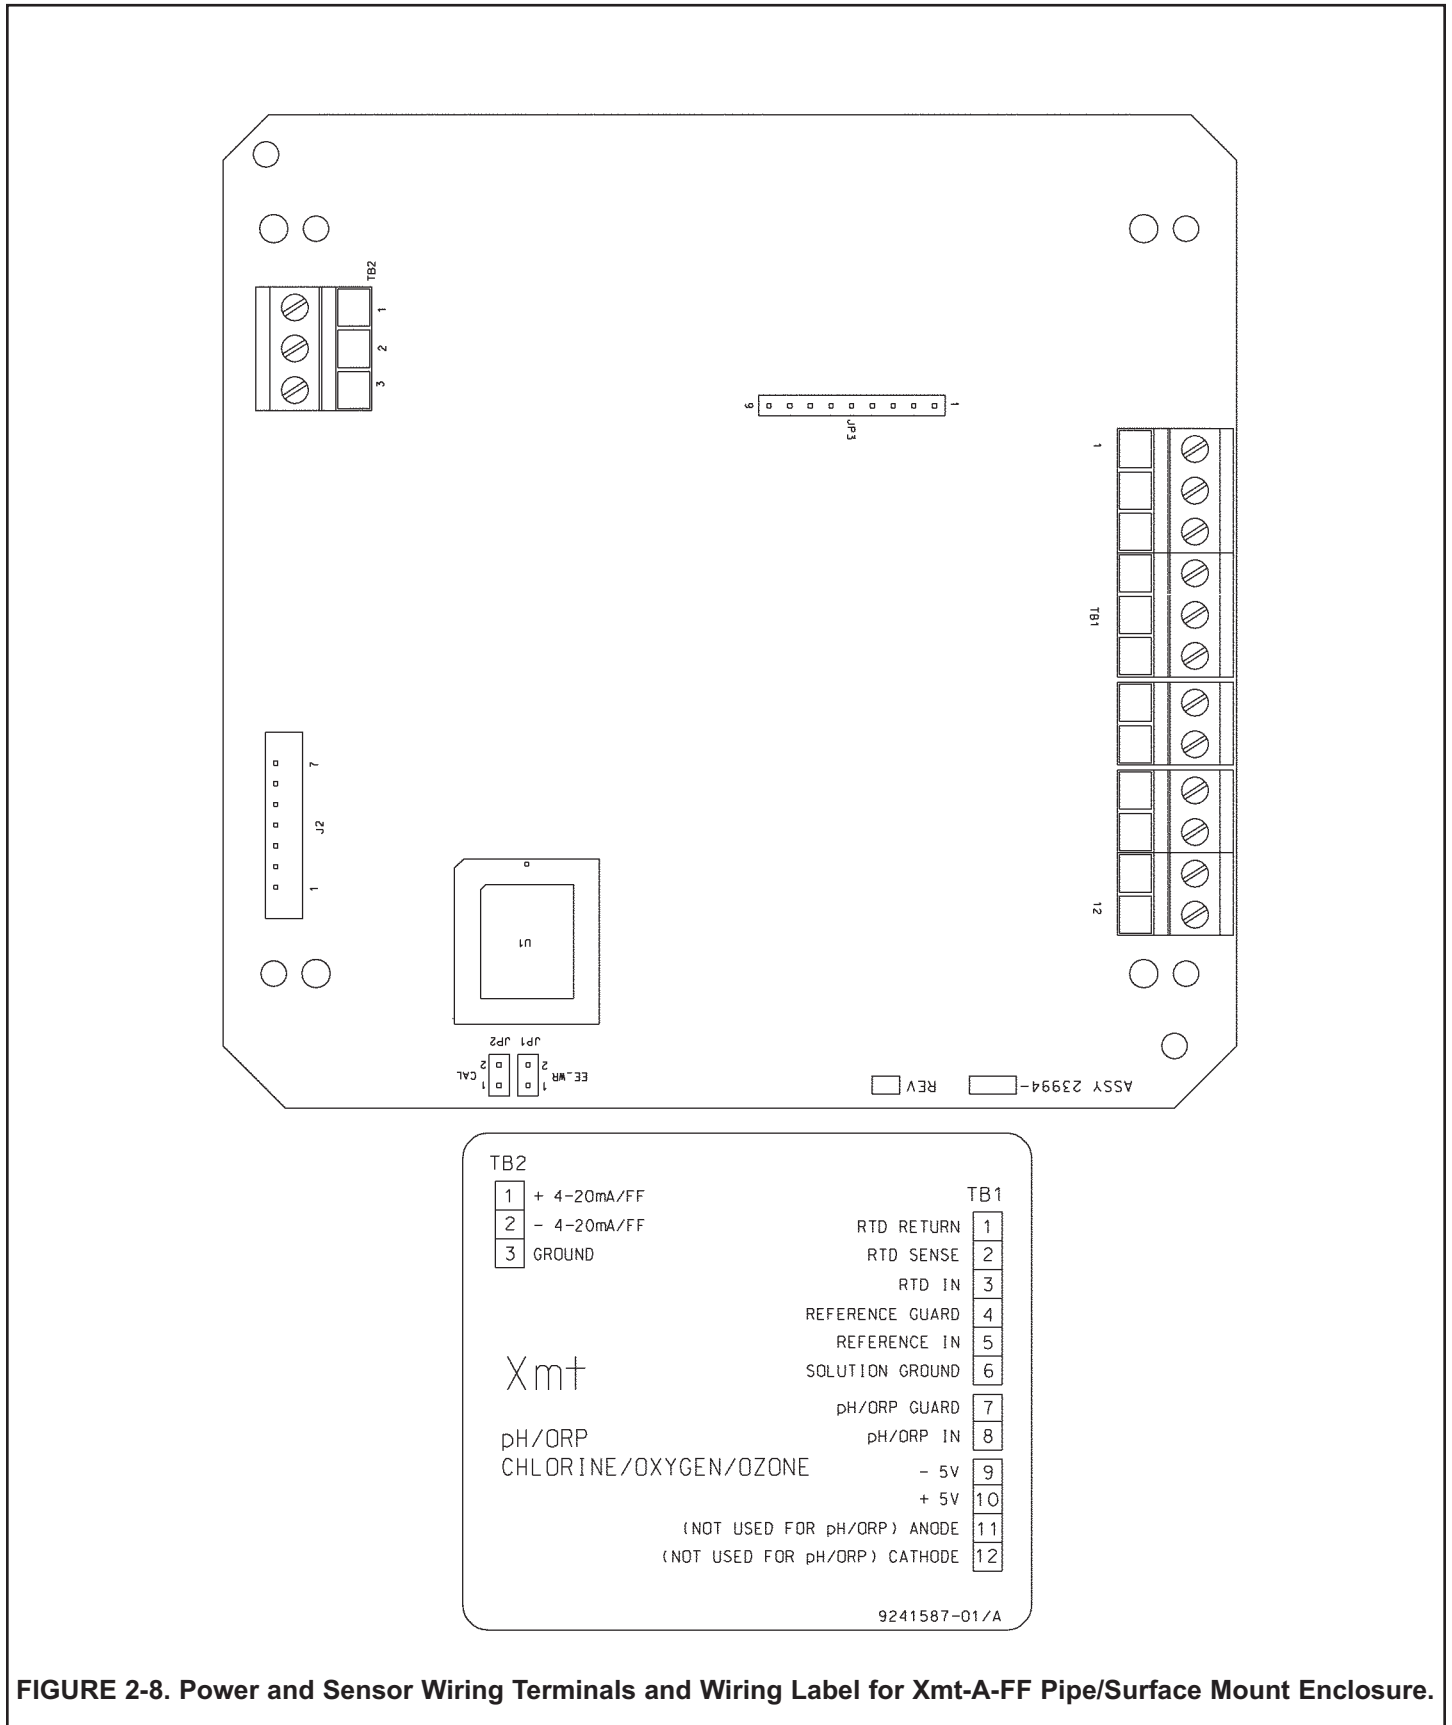 TB2
1
2
3
9
1
JP3
1
TB1
12
7
J2
1
U1
JP2 JP1
CAL
2
1
2
1
EE_WR
REV
ASSY 23994-
TB2
1 + 4-20mA/FF
2 - 4-20mA/FF
3 GROUND
TB1
RTD RETURN 1
RTD SENSE 2
RTD IN 3
REFERENCE GUARD 4
REFERENCE IN 5
SOLUTION GROUND 6
pH/ORP GUARD 7
pH/ORP IN 8
- 5V 9
+ 5V 10
(NOT USED FOR pH/ORP) ANODE 11
(NOT USED FOR pH/ORP) CATHODE 12
Xmt
pH/ORP
CHLORINE/OXYGEN/OZONE
9241587-01/A
FIGURE 2-8. Power and Sensor Wiring Terminals and Wiring Label for Xmt-A-FF Pipe/Surface Mount Enclosure.